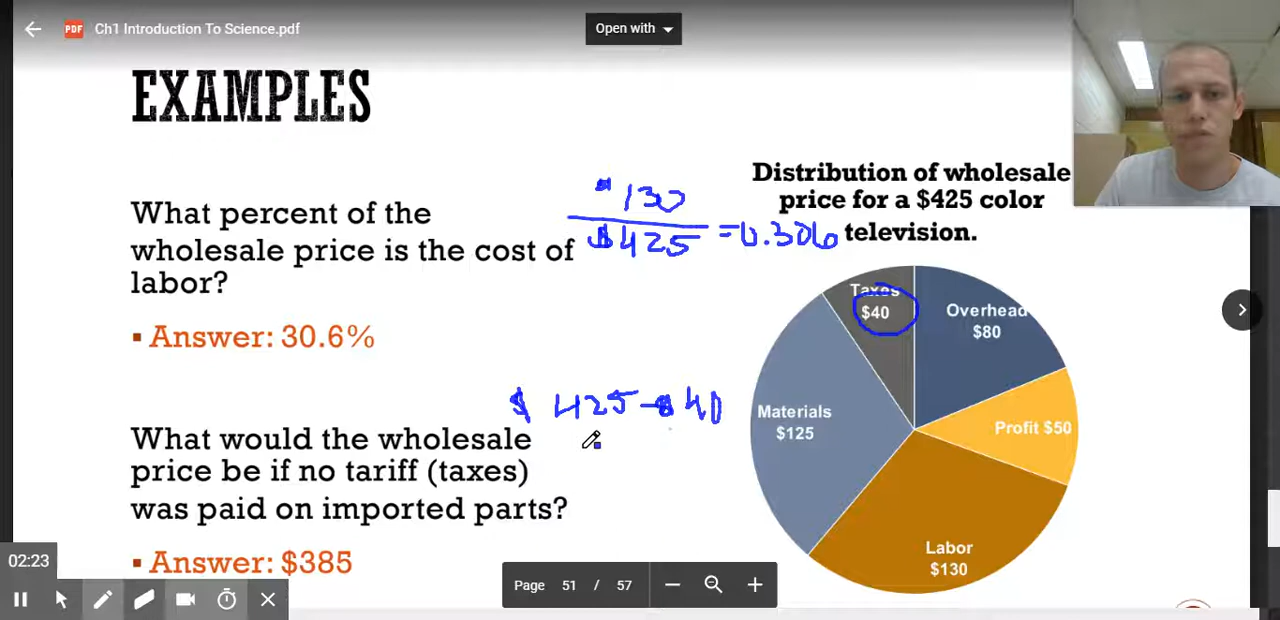 Ch1 Introduction To Science.pdf
PDF
Open with
EXAMPLES
What percent of the
wholesale price is the cost of
labor?
Answer: 30.6%
$130
$425 = 0.306
Distribution of wholesale
price for a $425 color
television.
Taxes
$40
Overhead
$80
Profit $50
Labor
$130
Materials
$125
$425-$40
What would the wholesale
price be if no tariff (taxes)
was paid on imported parts?
Answer: $385
02:23
Page 51 / 57